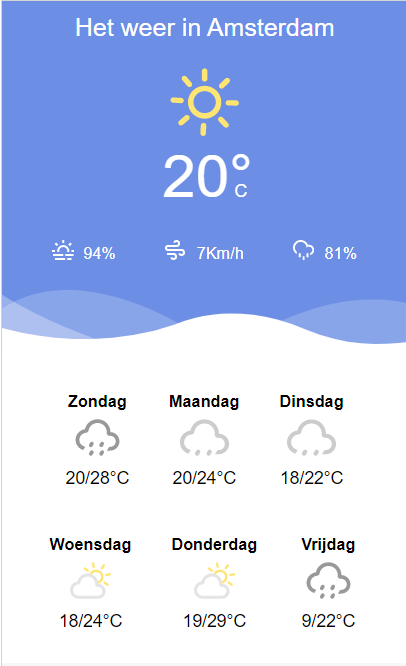 Het weer in Amsterdam
20°
C
94% 7Km/h 81%
Zondag Maandag Dinsdag
20/28°C 20/24°C 18/22°C
Woensdag Donderdag Vrijdag
18/24°C 19/29°C 9/22°C